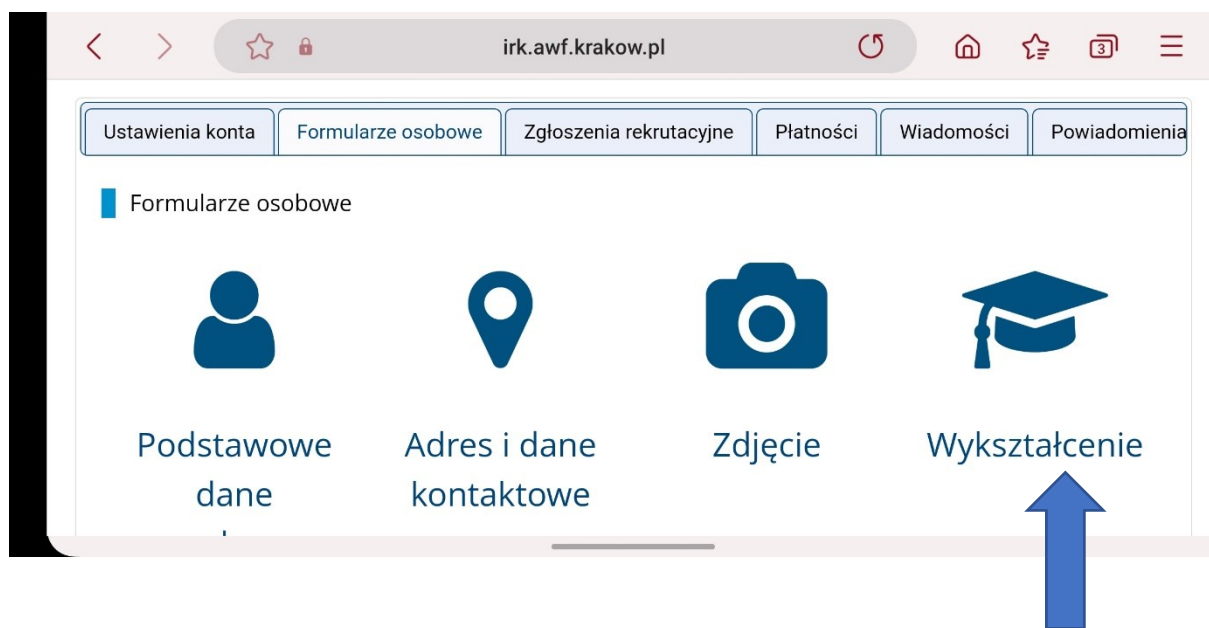 irk.awf.krakow.pl
3
Ustawienia konta
Formularze osobowe
Zgłoszenia rekrutacyjne
Płatności
Wiadomości
Powiadomienia
Formularze osobowe
Podstawowe
dane
Adres i dane
kontaktowe
Zdjęcie
Wykształcenie